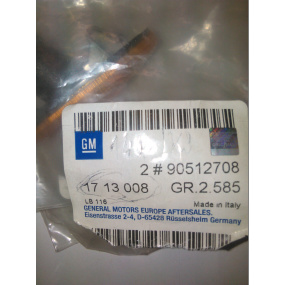 GM
2 # 90512708
17 13 008 GR.2.585
LS 116 Made in Italy
GENERAL MOTORS EUROPE AFTERSALES,
Eisenstrasse 2-4, D-65428 Rüsselsheim Germany